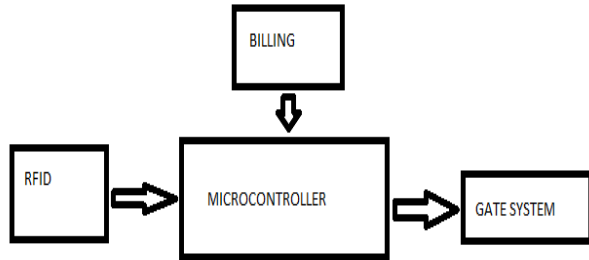 BILLING
RFID
MICROCONTROLLER
GATE SYSTEM